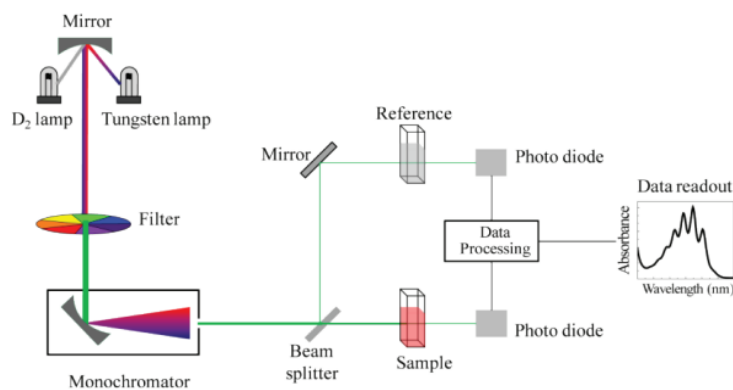 Mirror
D₂ lamp
Tungsten lamp
Filter
Monochromator
Beam
splitter
Mirror
Reference
Sample
Photo diode
Photo diode
Data
Processing
Data readout
Absorbance
Wavelength (nm)